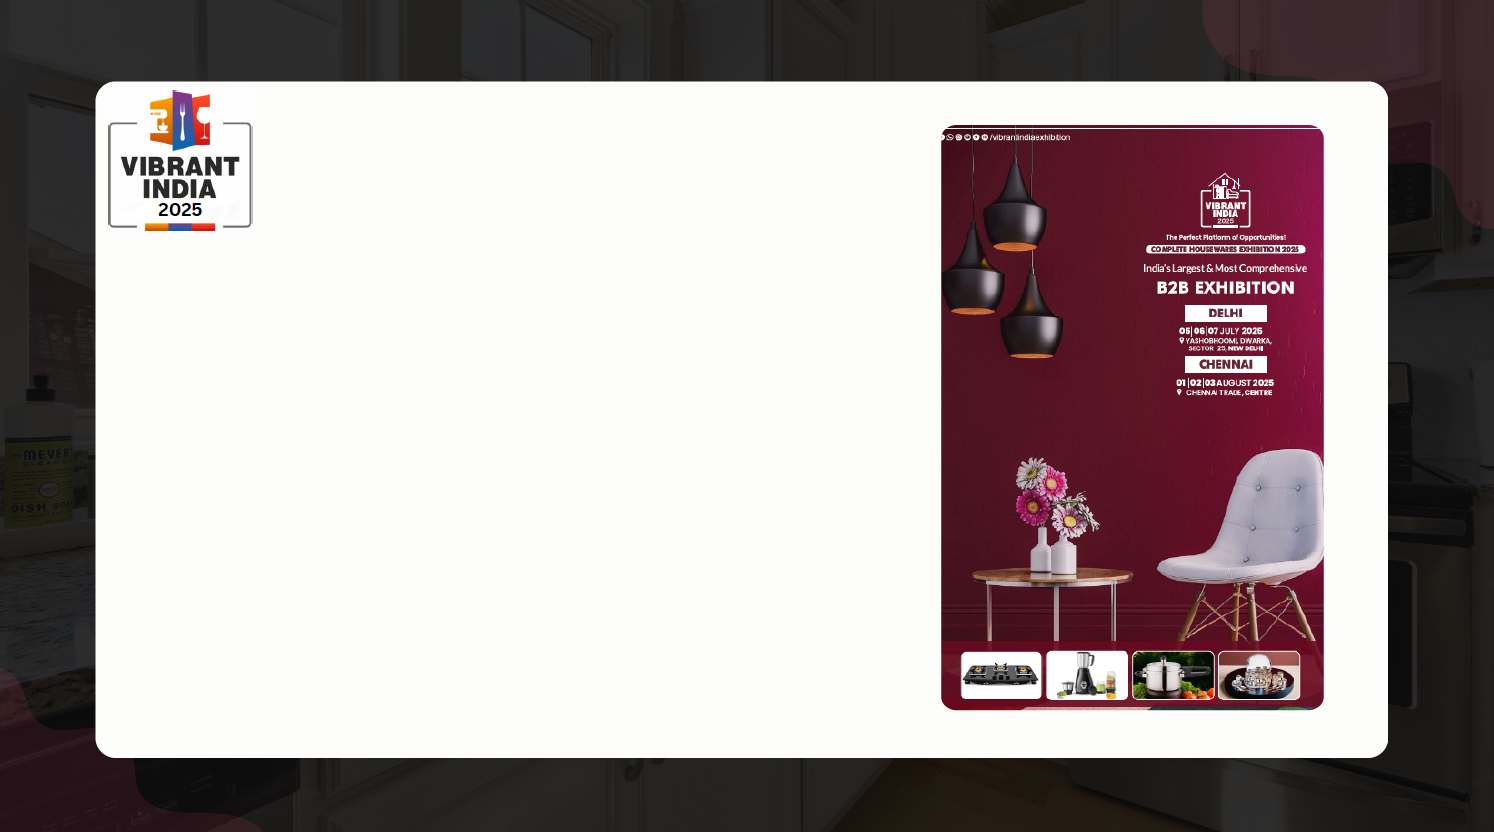 VIBRANT
INDIA
2025
/vibrantindiaexhibition
VIBRANT
INDIA
2025
The Perfect Platform of Opportunities!
COMPLETE HOUSEWARES EXHIBITION 2025
India's Largest & Most Comprehensive
B2B EXHIBITION
DELHI
05|06|07 JULY 2025
YASHOBHOOMI, DWARKA,
SECTOR 25, NEW DELHI
CHENNAI
01 |02|03 AUGUST 2025
CHENNAI TRADE, CENTRE
MEYER
DISH